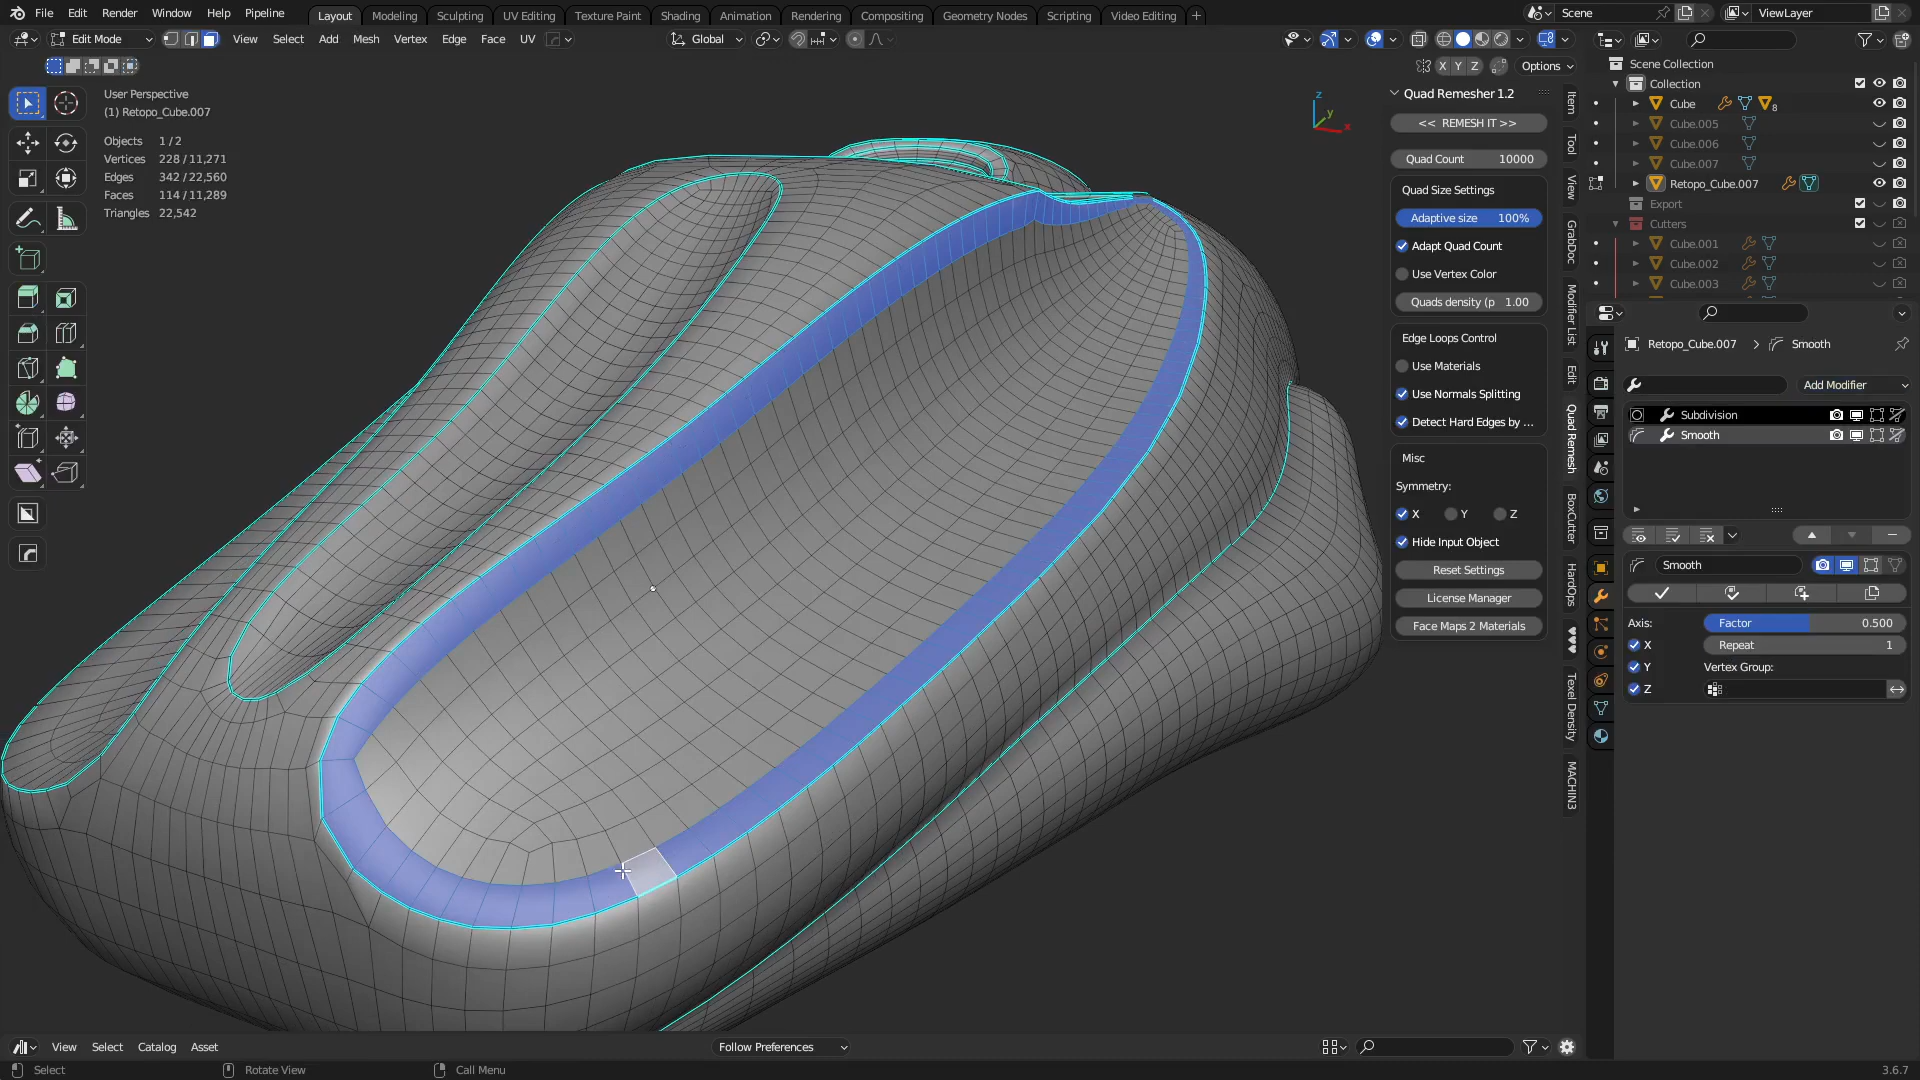 File Edit Render Window Help Pipeline Layout Modeling Sculpting UV Editing Texture Paint Shading Animation Rendering Compositing Geometry Nodes Scripting Video Editing + Scene ViewLayer
Edit Mode View Select Add Mesh Vertex Edge Face UV Global
X Y Z Options
User Perspective
(1) Retopo_Cube.007
Objects 1 / 2
Vertices 228 / 11,271
Edges 342 / 22,560
Faces 114 / 11,289
Triangles 22,542
z
y
x
Quad Remesher 1.2
<< REMESH IT >>
Quad Count 10000
Quad Size Settings
Adaptive size 100%
Adapt Quad Count
Use Vertex Color
Quads density (p 1.00
Edge Loops Control
Use Materials
Use Normals Splitting
Detect Hard Edges by ...
Misc
Symmetry:
X Y Z
Hide Input Object
Reset Settings
License Manager
Face Maps 2 Materials
Item
Tool
View
GrabDoc
Modifier List
Edit
Quad Remesh
BoxCutter
HardOps
♥♥♥
Texel Density
MACHIN3
Scene Collection
Collection
Cube 8
Cube.005
Cube.006
Cube.007
Retopo_Cube.007
Export
Cutters
Cube.001
Cube.002
Cube.003
Retopo_Cube.007 > Smooth
Add Modifier
Subdivision
Smooth
Smooth
Axis: Factor 0.500
X Repeat 1
Y Vertex Group:
Z
View Select Catalog Asset Follow Preferences
Select Rotate View Call Menu 3.6.7